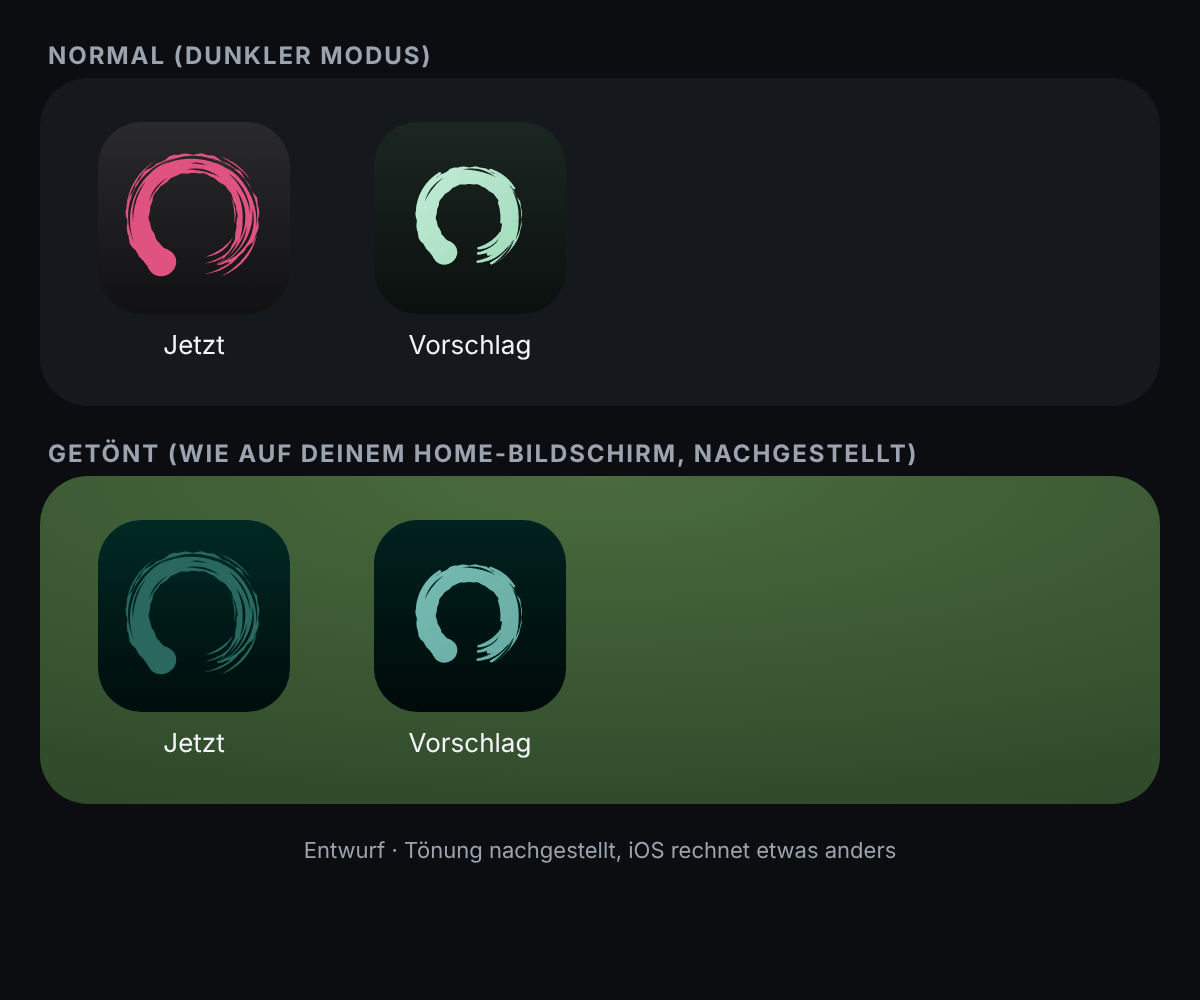 NORMAL (DUNKLER MODUS)
Jetzt
Vorschlag
GETÖNT (WIE AUF DEINEM HOME-BILDSCHIRM, NACHGESTELLT)
Jetzt
Vorschlag
Entwurf · Tönung nachgestellt, iOS rechnet etwas anders